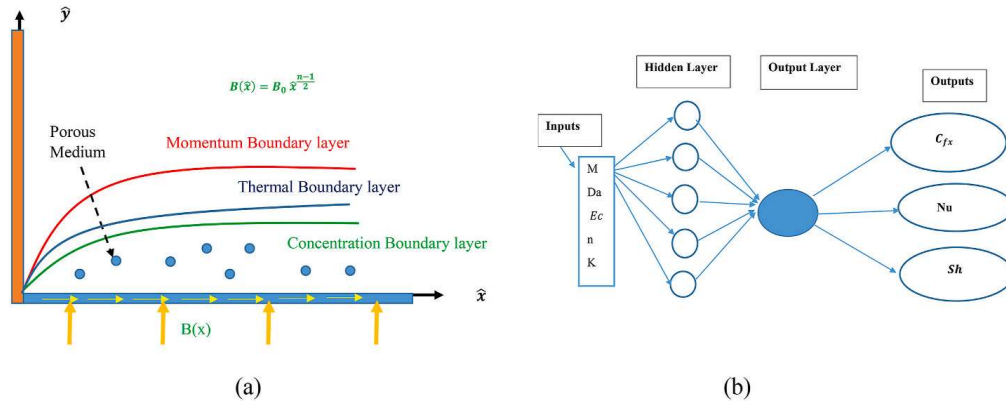 ŷ
B(x̂) = B₀ x̂^((n−1)/2)
Porous
Medium
Momentum Boundary layer
Thermal Boundary layer
Concentration Boundary layer
x̂
B(x)
(a)
Hidden Layer
Output Layer
Outputs
Inputs
M
Da
Ec
n
K
C_fx
Nu
Sh
(b)